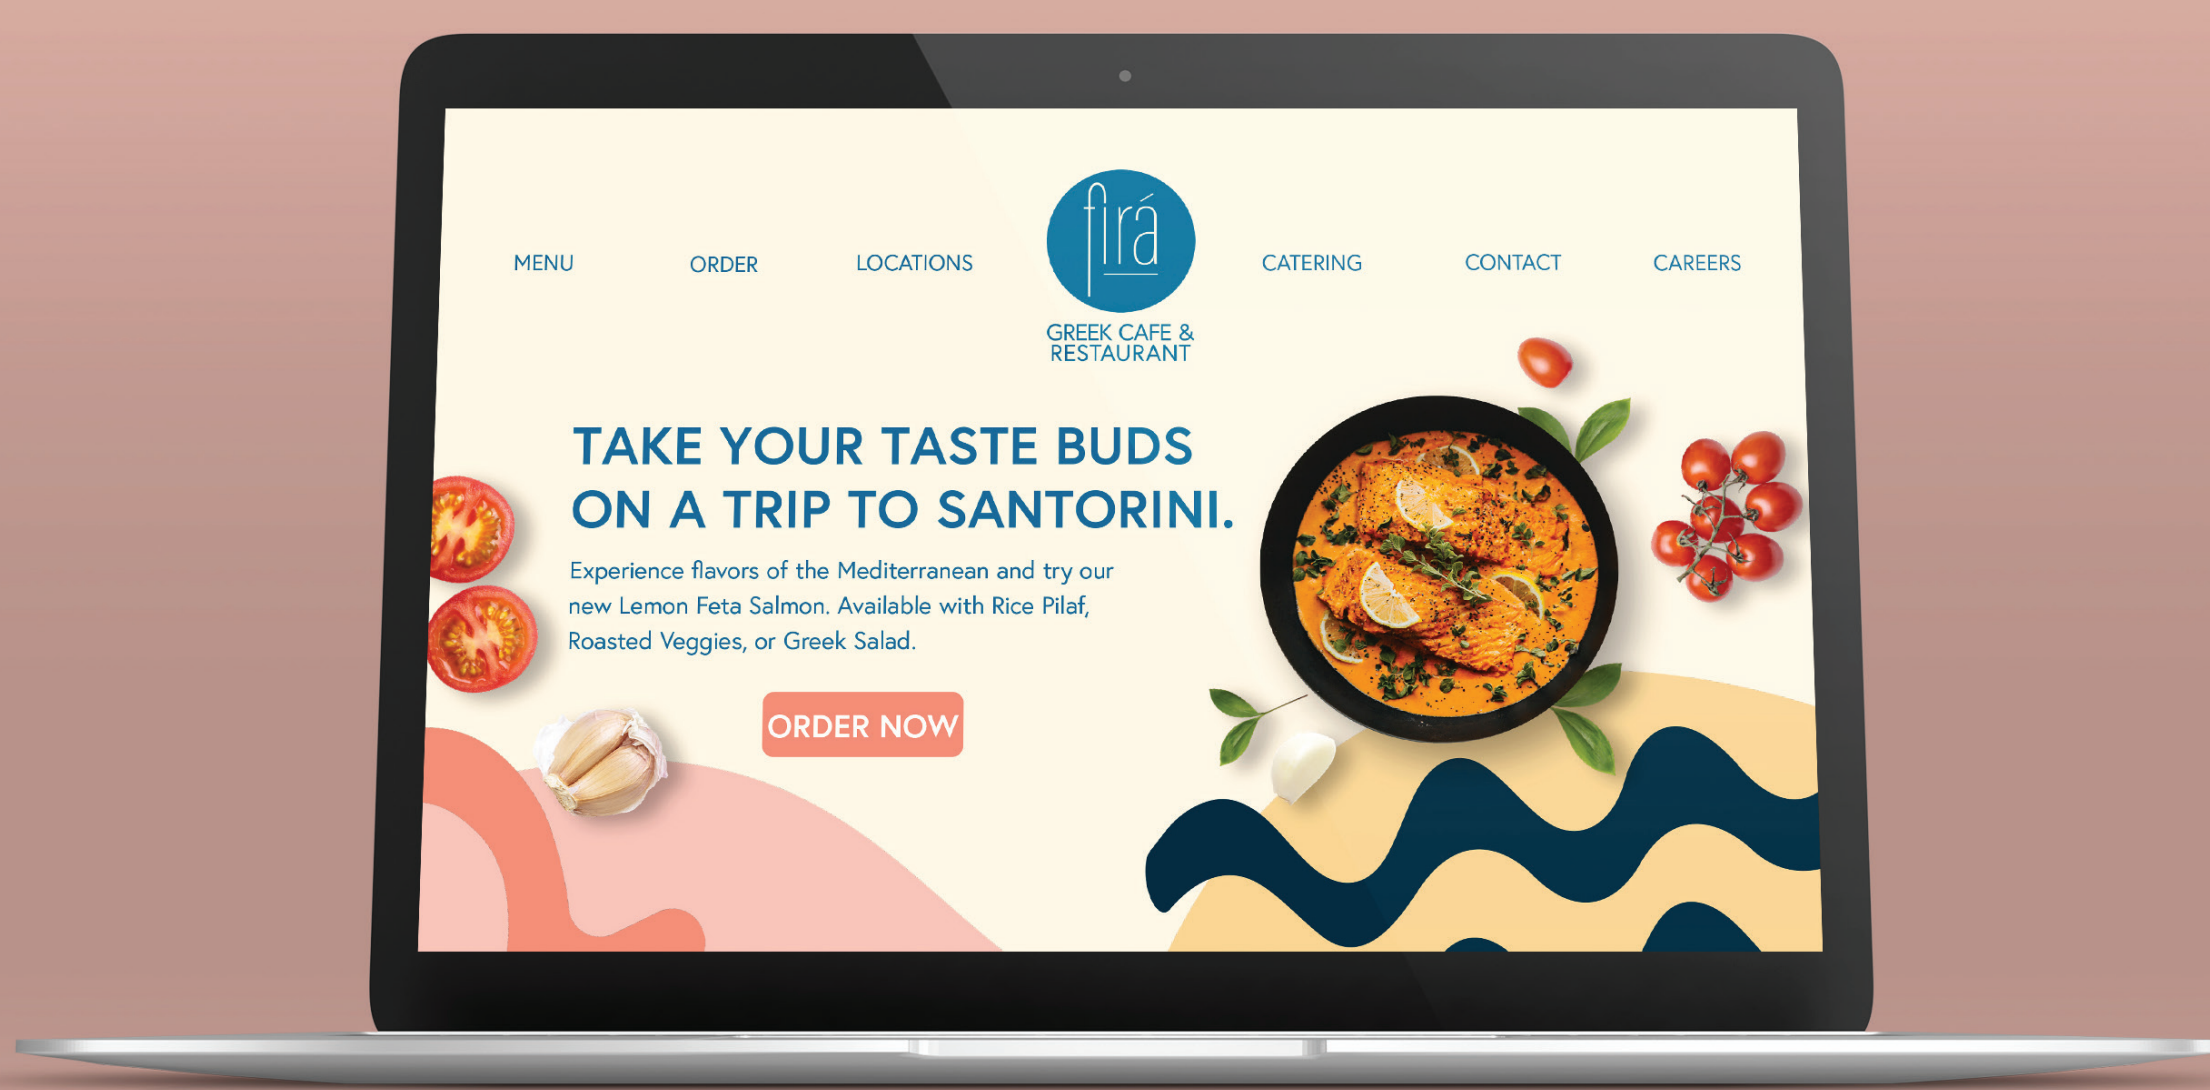 MENU
ORDER
LOCATIONS
firá
GREEK CAFE &
RESTAURANT
CATERING
CONTACT
CAREERS
TAKE YOUR TASTE BUDS
ON A TRIP TO SANTORINI.
Experience flavors of the Mediterranean and try our
new Lemon Feta Salmon. Available with Rice Pilaf,
Roasted Veggies, or Greek Salad.
ORDER NOW